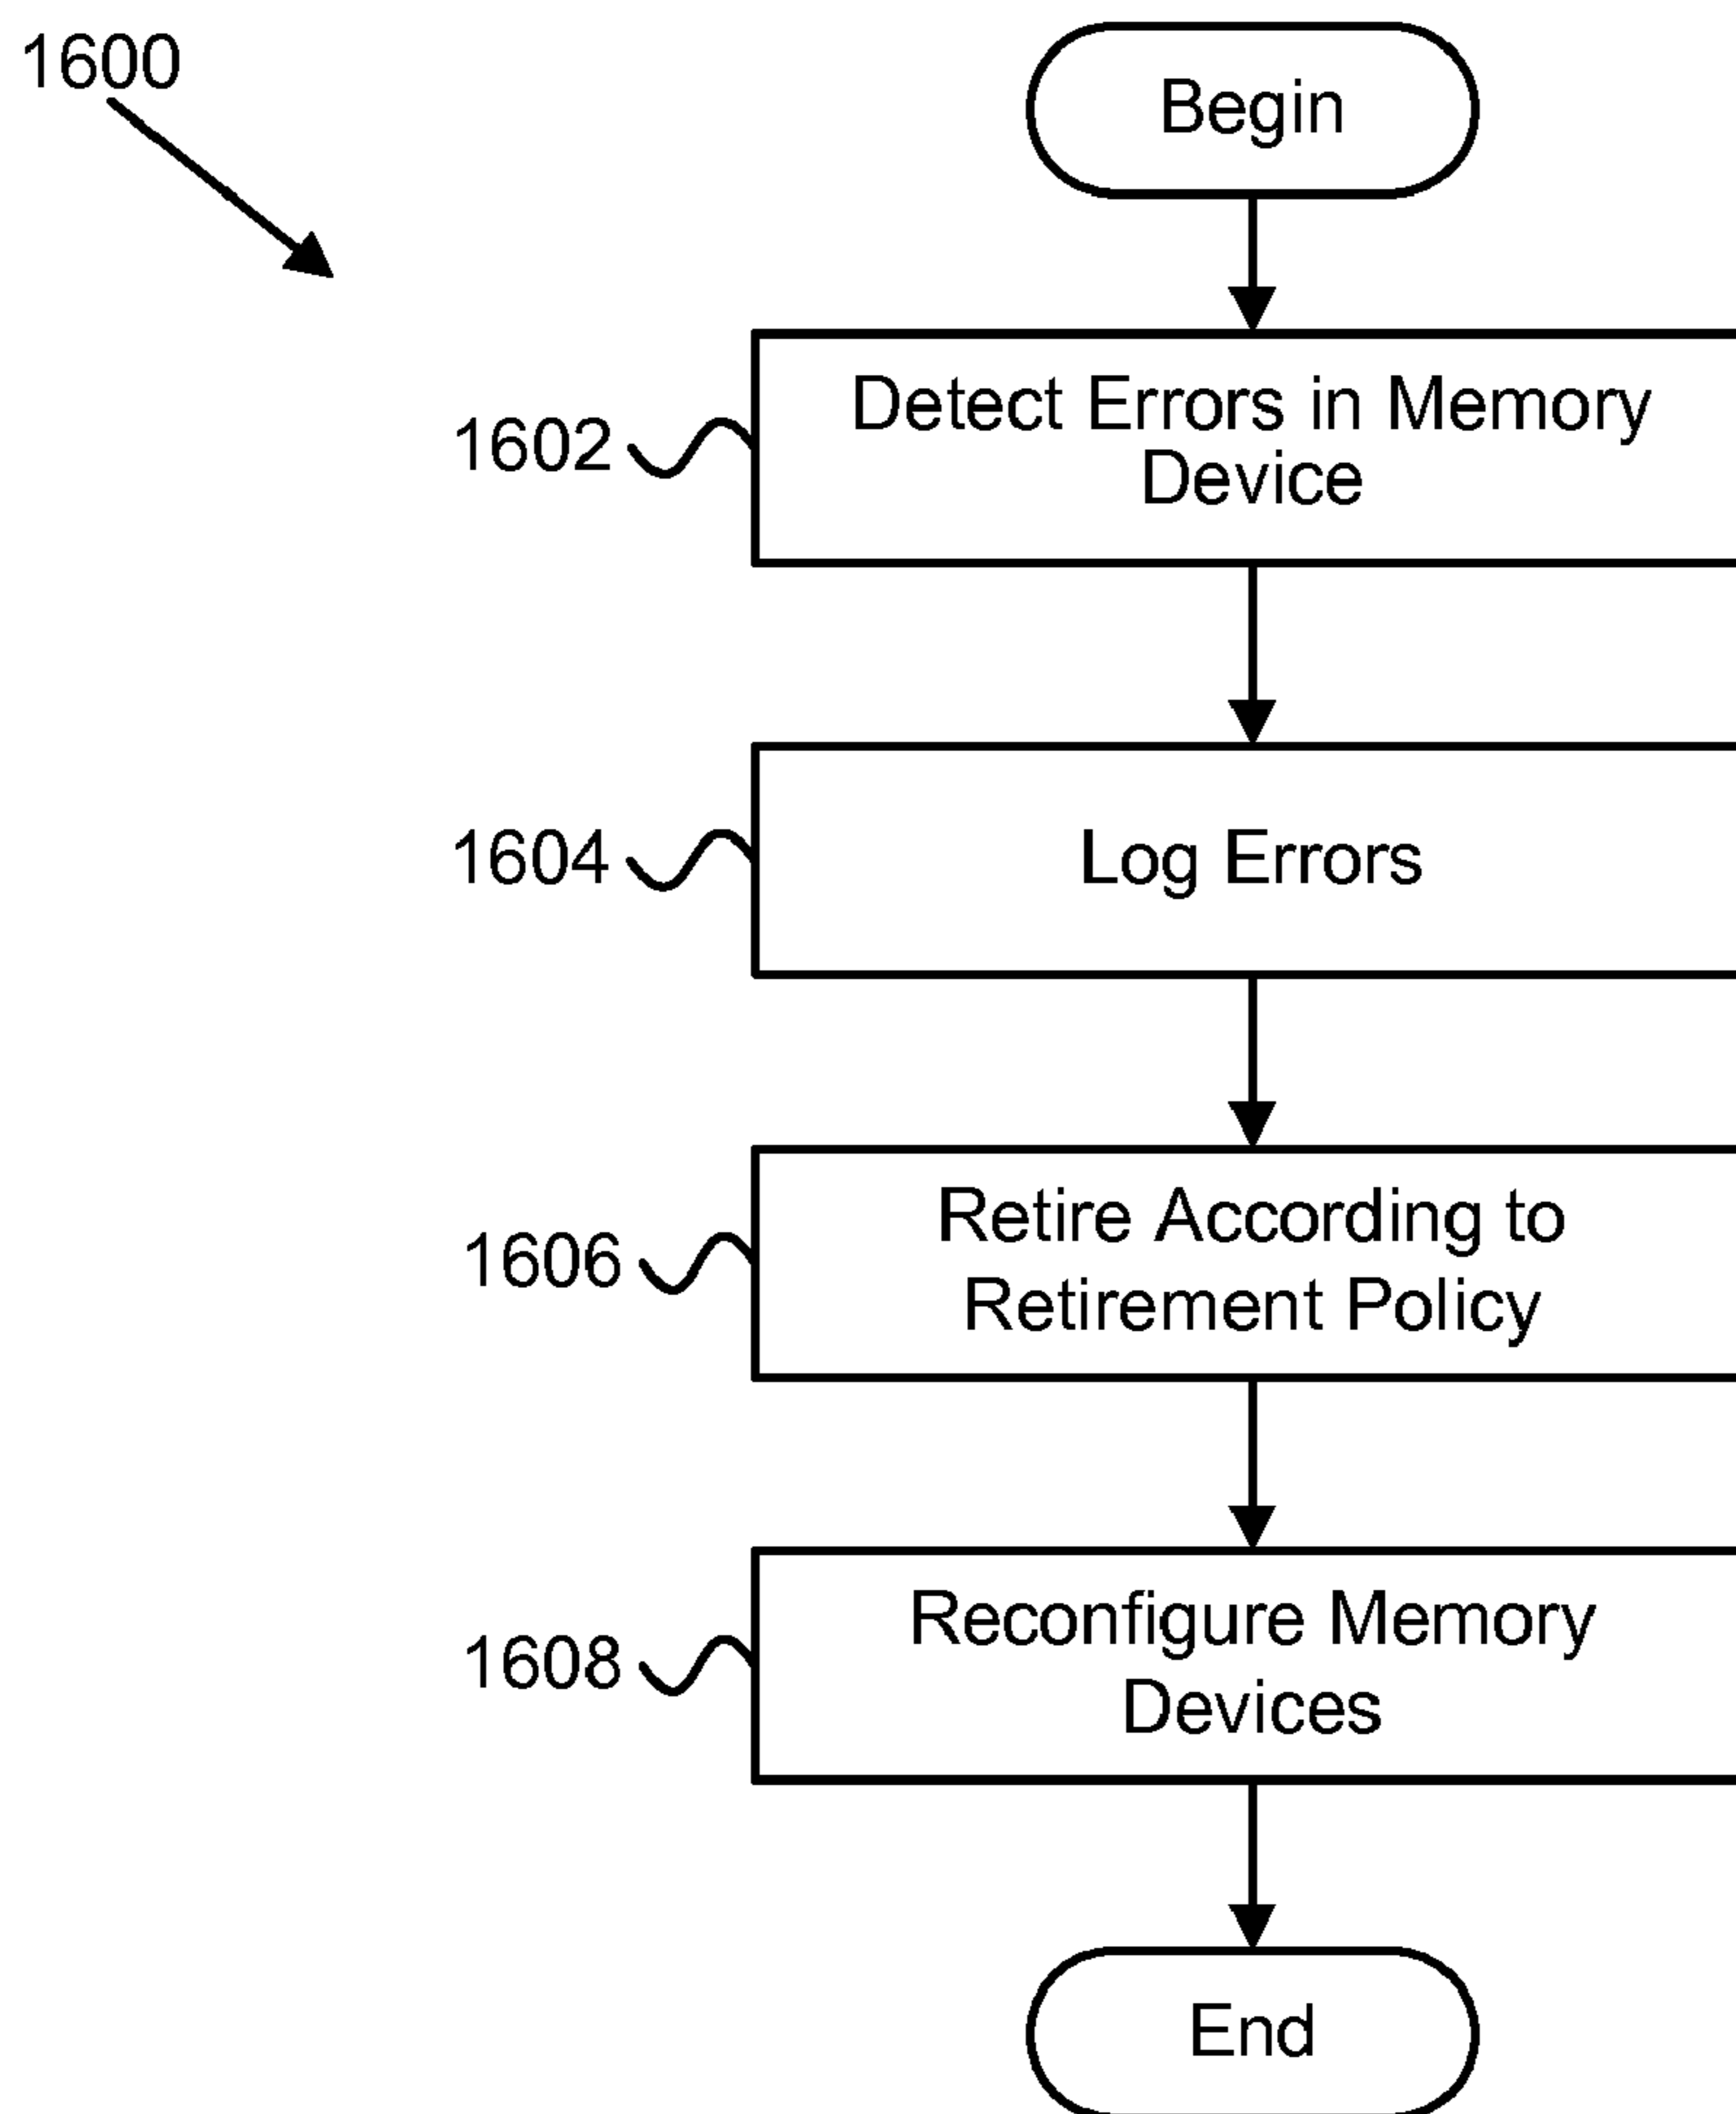 1600
Begin
1602
Detect Errors in Memory
Device
1604
Log Errors
1606
Retire According to
Retirement Policy
1608
Reconfigure Memory
Devices
End